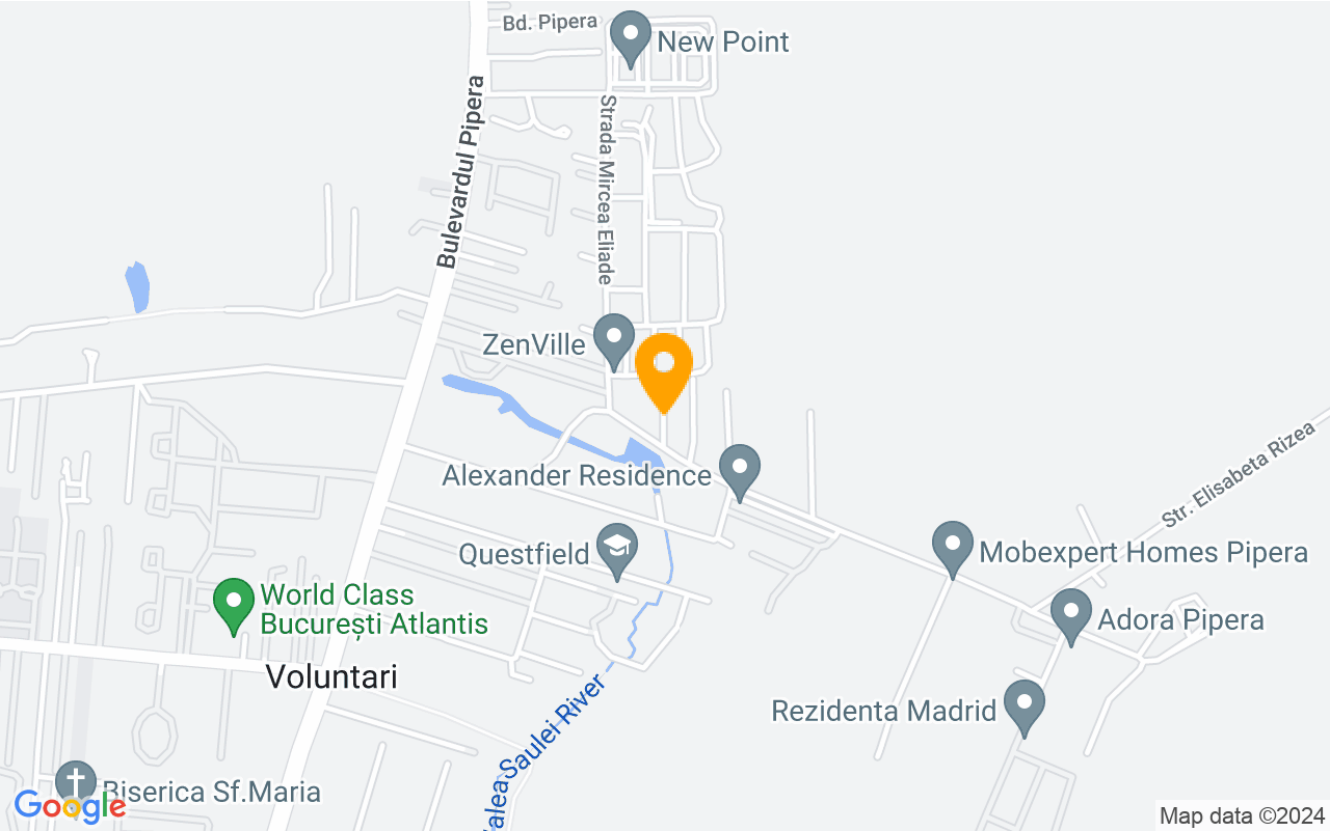 Bd. Pipera
New Point
Bulevardul Pipera
Strada Mircea Eliade
ZenVille
Alexander Residence
Str. Elisabeta Rizea
Questfield
Mobexpert Homes Pipera
World Class
București Atlantis
Adora Pipera
Voluntari
Rezidenta Madrid
Valea Saulei River
Biserica Sf.Maria
Google
Map data ©2024